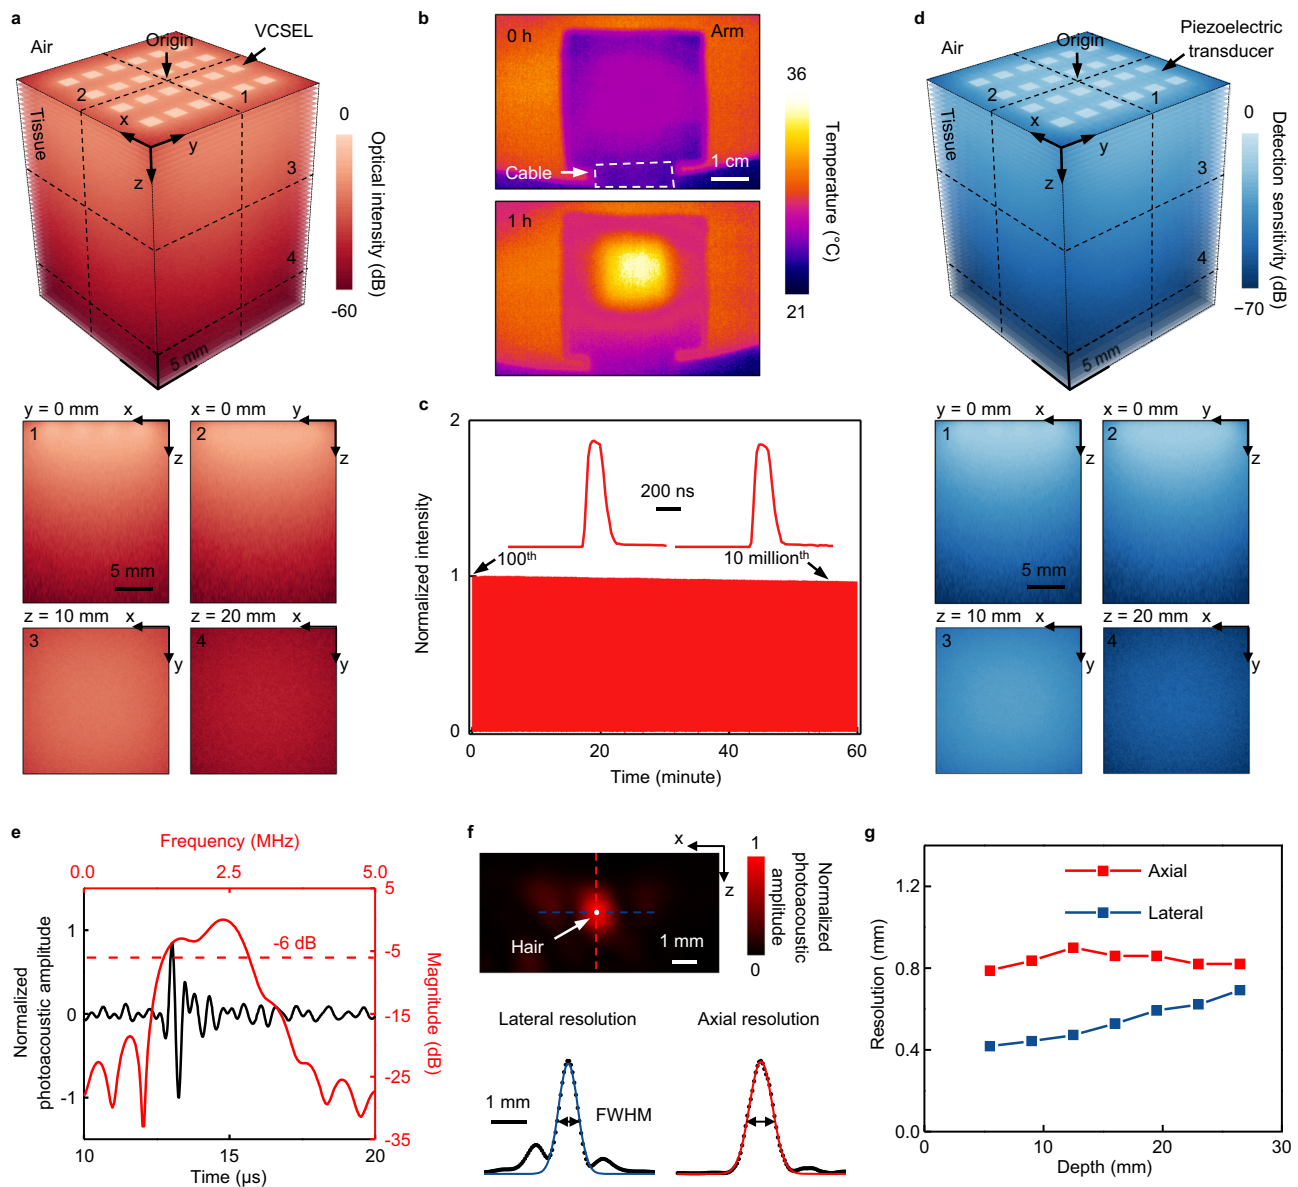 a
Air
Origin
VCSEL
2
1
x
y
z
Tissue
3
4
5 mm
0
Optical intensity (dB)
-60
y = 0 mm
x
1
z
5 mm
x = 0 mm
y
2
z
z = 10 mm
x
3
z = 20 mm
x
4
y
b
0 h
Arm
Cable
1 cm
1 h
36
Temperature (°C)
21
c
2
1
0
Normalized intensity
200 ns
100th
10 millionth
0
20
40
60
Time (minute)
d
Air
Origin
Piezoelectric
transducer
2
1
x
y
z
Tissue
3
4
5 mm
0
Detection sensitivity (dB)
−70
y = 0 mm
x
1
z
5 mm
x = 0 mm
y
2
z
z = 10 mm
x
3
y
z = 20 mm
x
4
y
e
Frequency (MHz)
0.0
2.5
5.0
5
-5
-15
-25
-35
Magnitude (dB)
-6 dB
1
0
-1
Normalized
photoacoustic amplitude
10
15
20
Time (µs)
f
x
z
Hair
1 mm
1
0
Normalized
photoacoustic
amplitude
Lateral resolution
Axial resolution
1 mm
FWHM
g
1.2
0.8
0.4
0.0
Resolution (mm)
Axial
Lateral
0
10
20
30
Depth (mm)